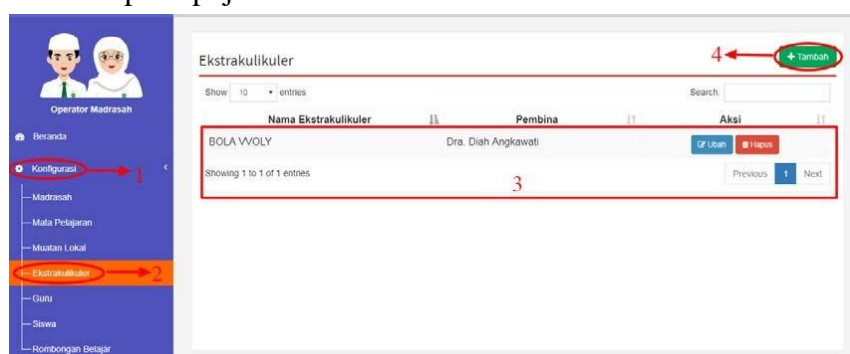 Ekstrakulikuler
4
+ Tambah
Show 10 entries
Search:
Nama Ekstrakulikuler Pembina Aksi
BOLA VVOLY Dra. Diah Angkawati Ubah Hapus
Showing 1 to 1 of 1 entries
Previous 1 Next
3
Operator Madrasah
Beranda
Konfigurasi 1
Madrasah
Mata Pelajaran
Muatan Lokal
Ekstrakulikuler 2
Guru
Siswa
Rombongan Belajar